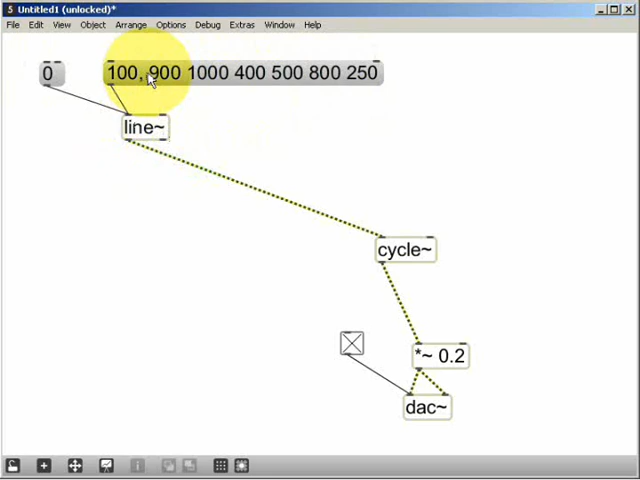 5 Untitled1 (unlocked)*
File Edit View Object Arrange Options Debug Extras Window Help
0
100, 900 1000 400 500 800 250
line~
cycle~
*~ 0.2
dac~